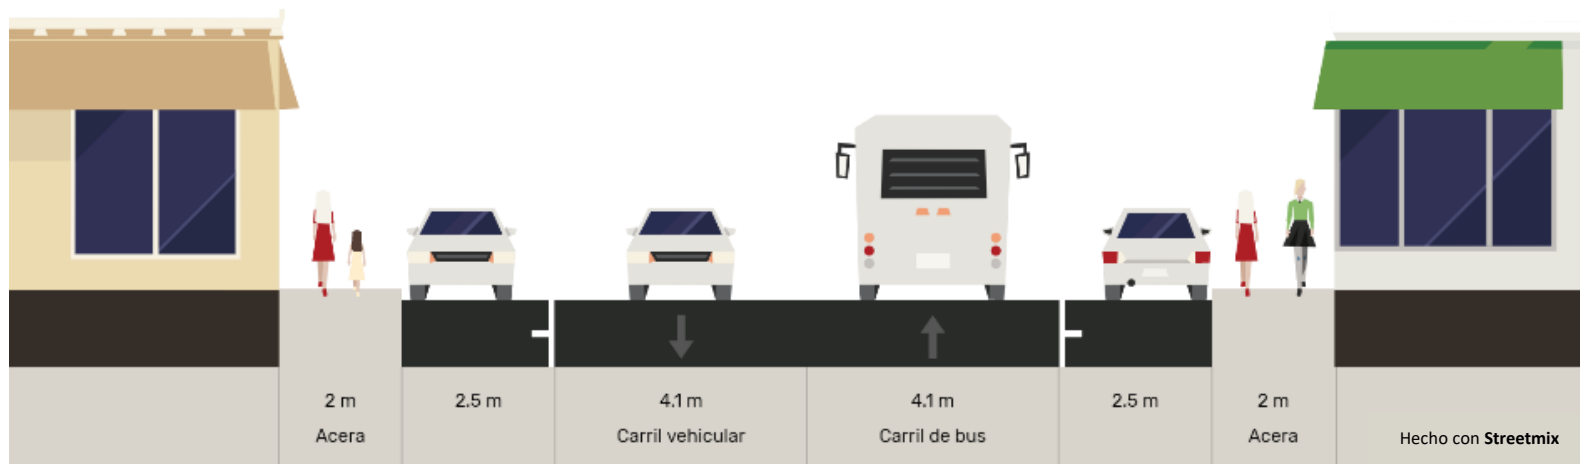 2 m
Acera
2.5 m
4.1 m
Carril vehicular
4.1 m
Carril de bus
2.5 m
2 m
Acera
Hecho con Streetmix